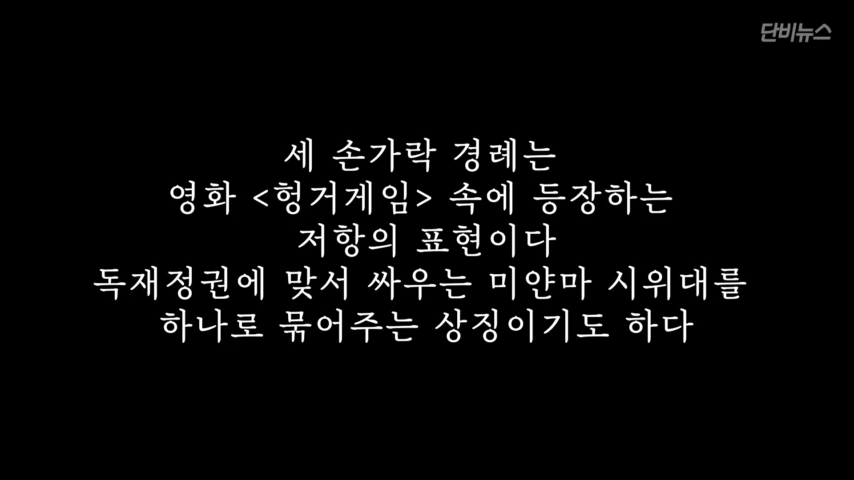 단비뉴스
세 손가락 경례는
영화 <헝거게임> 속에 등장하는
저항의 표현이다
독재정권에 맞서 싸우는 미얀마 시위대를
하나로 묶어주는 상징이기도 하다